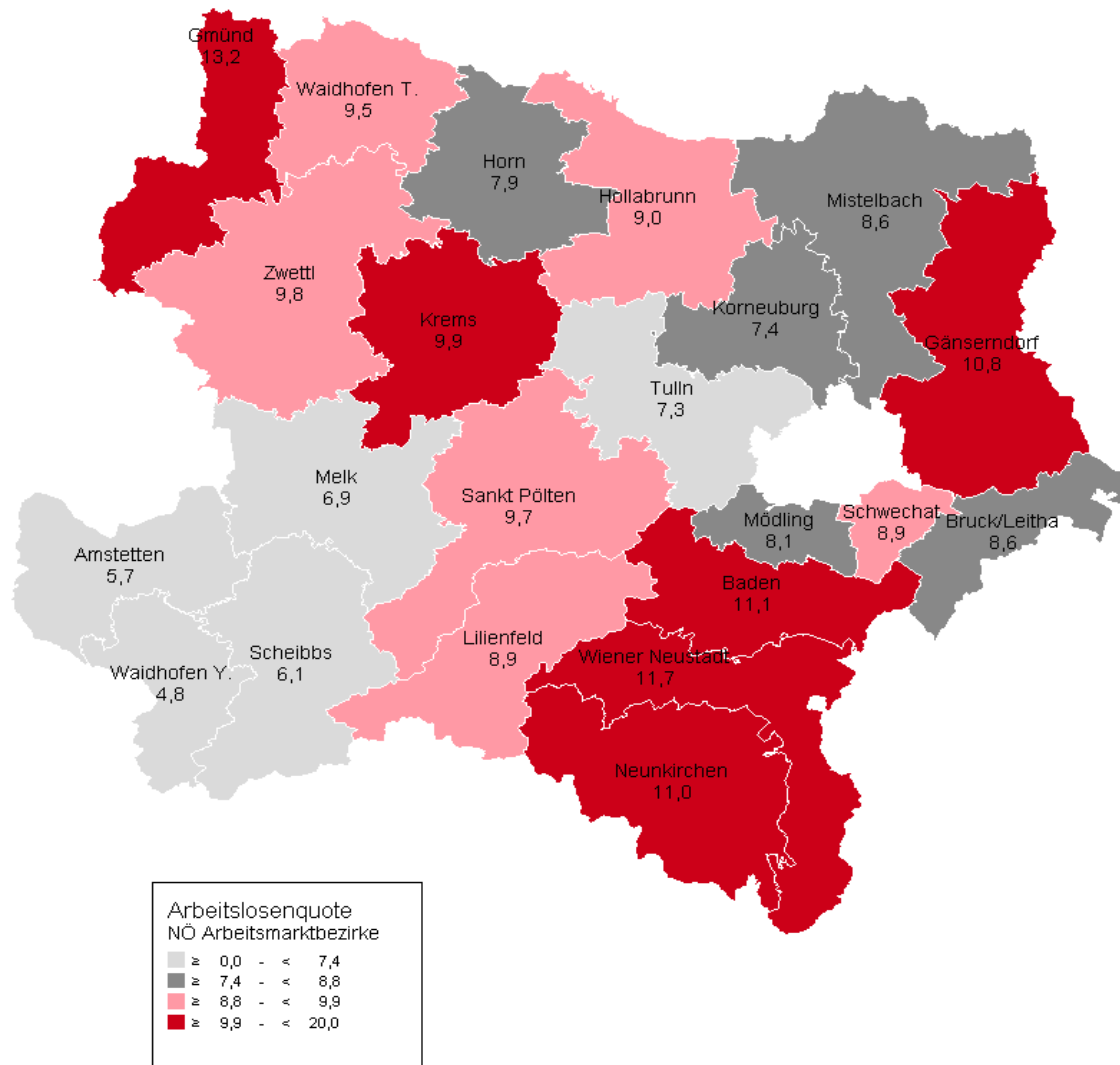 Gmünd
13,2
Waidhofen T.
9,5
Horn
7,9
Hollabrunn
9,0
Mistelbach
8,6
Zwettl
9,8
Krems
9,9
Korneuburg
7,4
Gänserndorf
10,8
Tulln
7,3
Melk
6,9
Sankt Pölten
9,7
Mödling
8,1
Schwechat
8,9
Bruck/Leitha
8,6
Amstetten
5,7
Baden
11,1
Scheibbs
6,1
Lilienfeld
8,9
Waidhofen Y.
4,8
Wiener Neustadt
11,7
Neunkirchen
11,0
Arbeitslosenquote
NÖ Arbeitsmarktbezirke
≥ 0,0 - < 7,4
≥ 7,4 - < 8,8
≥ 8,8 - < 9,9
≥ 9,9 - < 20,0